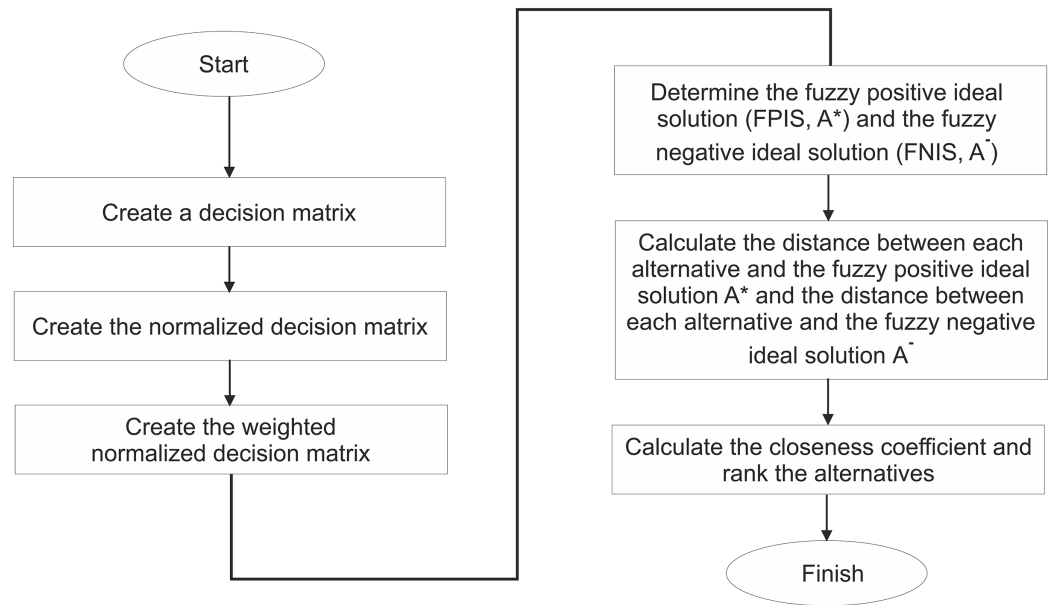 Start
Create a decision matrix
Create the normalized decision matrix
Create the weighted
normalized decision matrix
Determine the fuzzy positive ideal
solution (FPIS, A*) and the fuzzy
negative ideal solution (FNIS, A⁻)
Calculate the distance between each
alternative and the fuzzy positive ideal
solution A* and the distance between
each alternative and the fuzzy negative
ideal solution A⁻
Calculate the closeness coefficient and
rank the alternatives
Finish